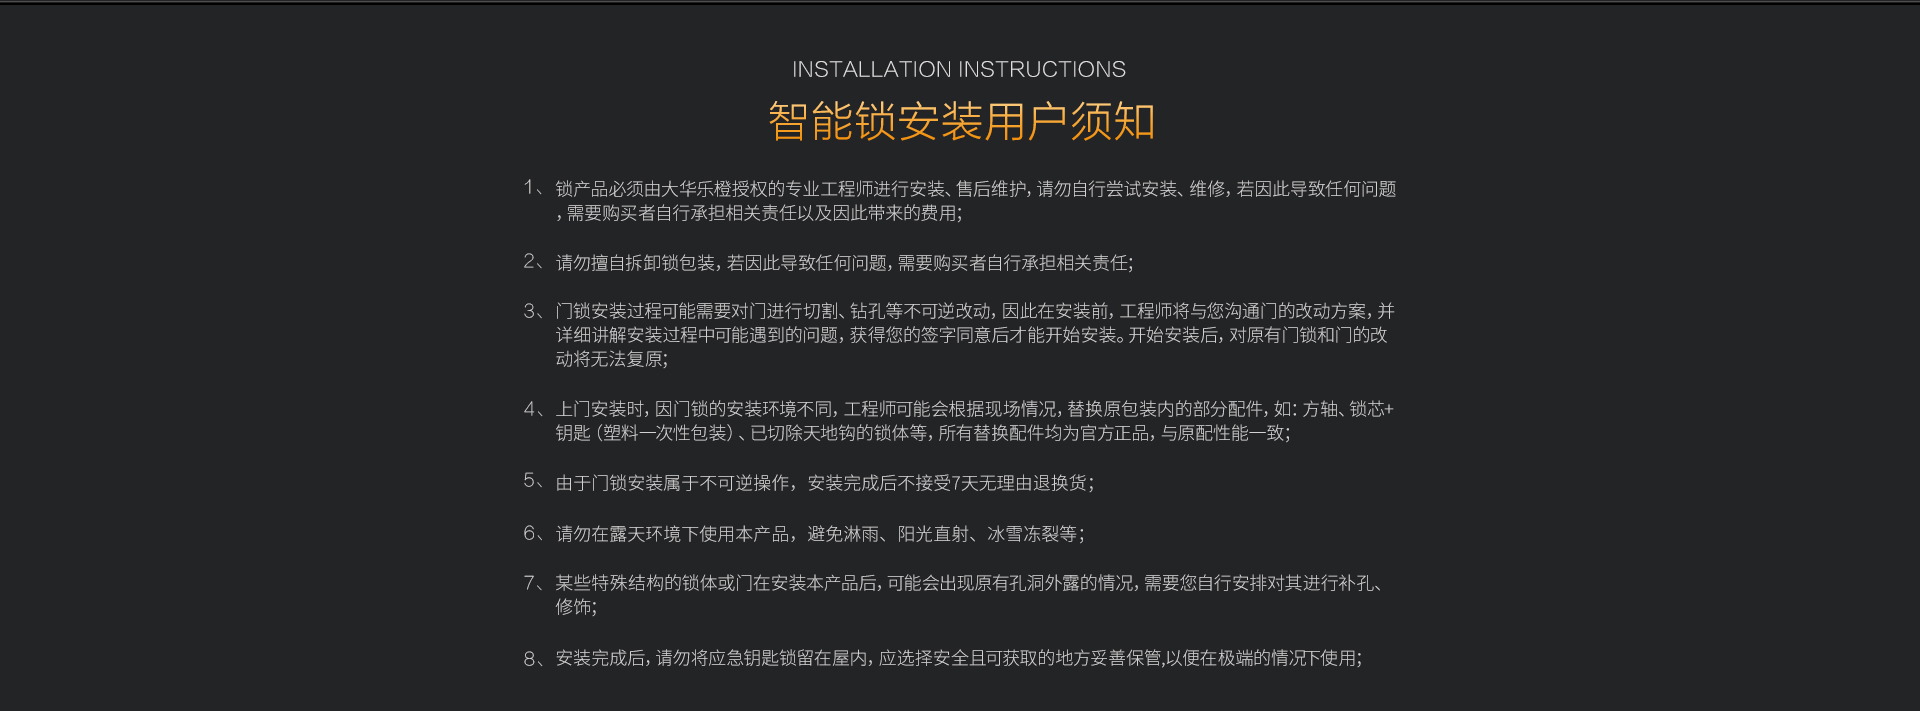 INSTALLATION INSTRUCTIONS
智能锁安装用户须知
1、锁产品必须由大华乐橙授权的专业工程师进行安装、售后维护，请勿自行尝试安装、维修，若因此导致任何问题
，需要购买者自行承担相关责任以及因此带来的费用；
2、请勿擅自拆卸锁包装，若因此导致任何问题，需要购买者自行承担相关责任；
3、门锁安装过程可能需要对门进行切割、钻孔等不可逆改动，因此在安装前，工程师将与您沟通门的改动方案，并
详细讲解安装过程中可能遇到的问题，获得您的签字同意后才能开始安装。开始安装后，对原有门锁和门的改
动将无法复原；
4、上门安装时，因门锁的安装环境不同，工程师可能会根据现场情况，替换原包装内的部分配件，如：方轴、锁芯+
钥匙（塑料一次性包装）、已切除天地钩的锁体等，所有替换配件均为官方正品，与原配性能一致；
5、由于门锁安装属于不可逆操作，安装完成后不接受7天无理由退换货；
6、请勿在露天环境下使用本产品，避免淋雨、阳光直射、冰雪冻裂等；
7、某些特殊结构的锁体或门在安装本产品后，可能会出现原有孔洞外露的情况，需要您自行安排对其进行补孔、
修饰；
8、安装完成后，请勿将应急钥匙锁留在屋内，应选择安全且可获取的地方妥善保管,以便在极端的情况下使用；